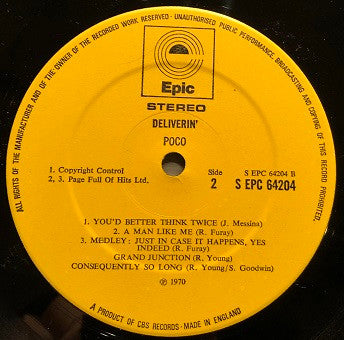 ALL RIGHTS OF THE MANUFACTURER AND OF THE OWNER OF THE RECORDED WORK RESERVED · UNAUTHORISED PUBLIC PERFORMANCE BROADCASTING AND COPYING OF THIS RECORD PROHIBITED.
Epic
STEREO
DELIVERIN'
POCO
1. Copyright Control
2, 3. Page Full Of Hits Ltd.
Side
2
S EPC 64204 B
S EPC 64204
1. YOU'D BETTER THINK TWICE (J. Messina)
2. A MAN LIKE ME (R. Furay)
3. MEDLEY; JUST IN CASE IT HAPPENS, YES
INDEED (R. Furay)
GRAND JUNCTION (R. Young)
CONSEQUENTLY SO LONG (R. Young/S. Goodwin)
℗ 1970
A PRODUCT OF CBS RECORDS · MADE IN ENGLAND